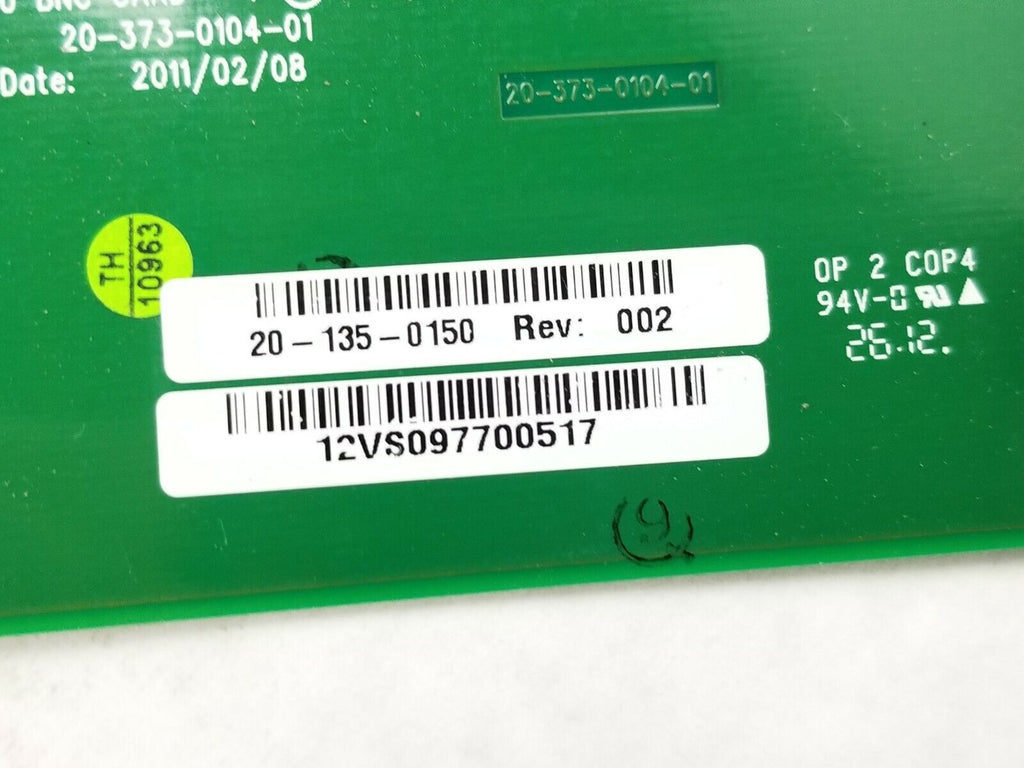 20-373-0104-01
Date: 2011/02/08
20-373-0104-01
TH
10963
20-135-0150 Rev: 002
12VS097700517
OP 2 COP4
94V-0
26.12.